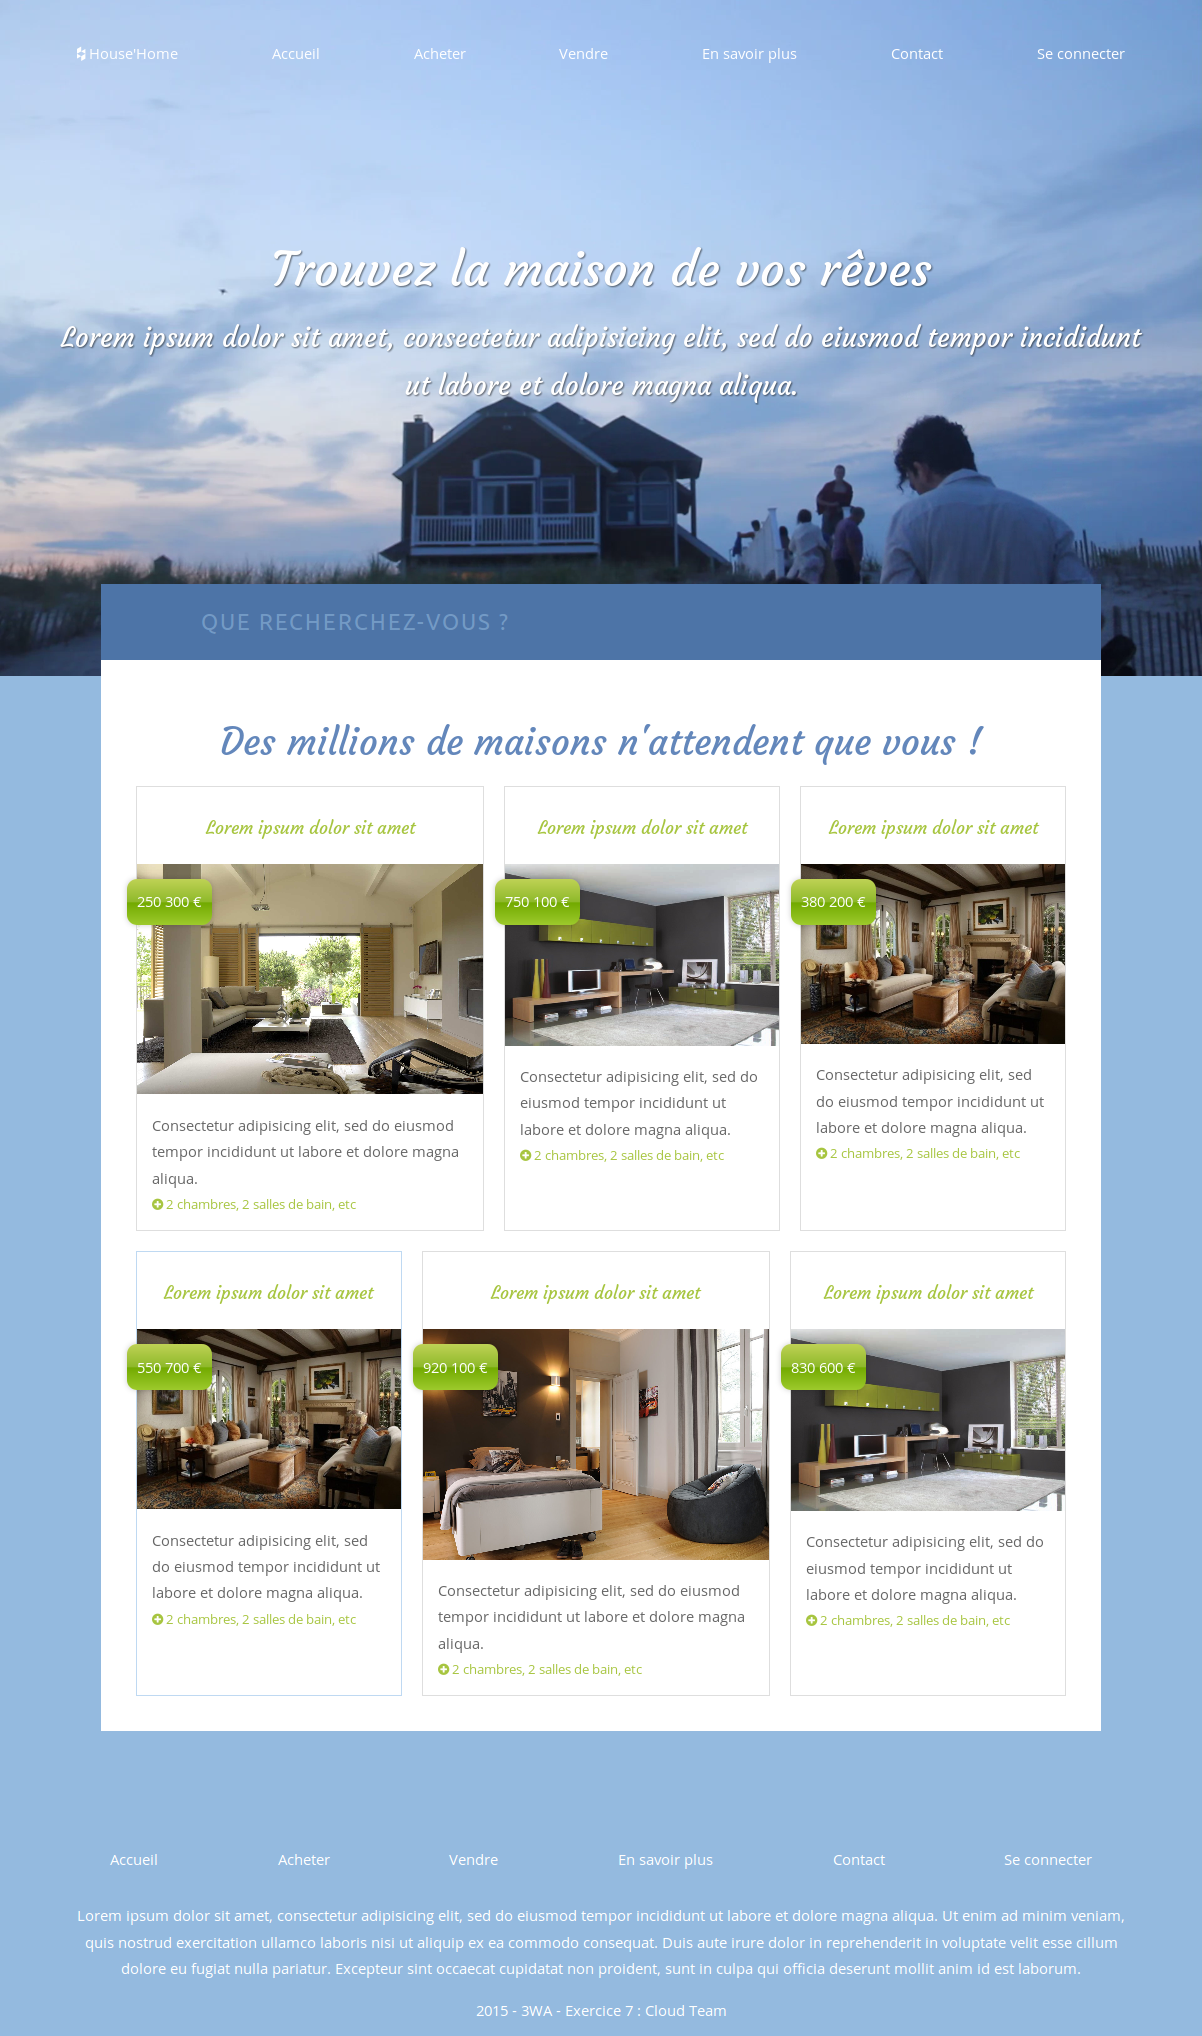 House'Home Accueil Acheter Vendre En savoir plus Contact Se connecter
Trouvez la maison de vos rêves
Lorem ipsum dolor sit amet, consectetur adipisicing elit, sed do eiusmod tempor incididunt
ut labore et dolore magna aliqua.
QUE RECHERCHEZ-VOUS ?
Des millions de maisons n'attendent que vous !
Lorem ipsum dolor sit amet
250 300 €
Consectetur adipisicing elit, sed do eiusmod
tempor incididunt ut labore et dolore magna
aliqua.
2 chambres, 2 salles de bain, etc
Lorem ipsum dolor sit amet
750 100 €
Consectetur adipisicing elit, sed do
eiusmod tempor incididunt ut
labore et dolore magna aliqua.
2 chambres, 2 salles de bain, etc
Lorem ipsum dolor sit amet
380 200 €
Consectetur adipisicing elit, sed
do eiusmod tempor incididunt ut
labore et dolore magna aliqua.
2 chambres, 2 salles de bain, etc
Lorem ipsum dolor sit amet
550 700 €
Consectetur adipisicing elit, sed
do eiusmod tempor incididunt ut
labore et dolore magna aliqua.
2 chambres, 2 salles de bain, etc
Lorem ipsum dolor sit amet
920 100 €
Consectetur adipisicing elit, sed do eiusmod
tempor incididunt ut labore et dolore magna
aliqua.
2 chambres, 2 salles de bain, etc
Lorem ipsum dolor sit amet
830 600 €
Consectetur adipisicing elit, sed do
eiusmod tempor incididunt ut
labore et dolore magna aliqua.
2 chambres, 2 salles de bain, etc
Accueil Acheter Vendre En savoir plus Contact Se connecter
Lorem ipsum dolor sit amet, consectetur adipisicing elit, sed do eiusmod tempor incididunt ut labore et dolore magna aliqua. Ut enim ad minim veniam,
quis nostrud exercitation ullamco laboris nisi ut aliquip ex ea commodo consequat. Duis aute irure dolor in reprehenderit in voluptate velit esse cillum
dolore eu fugiat nulla pariatur. Excepteur sint occaecat cupidatat non proident, sunt in culpa qui officia deserunt mollit anim id est laborum.
2015 - 3WA - Exercice 7 : Cloud Team